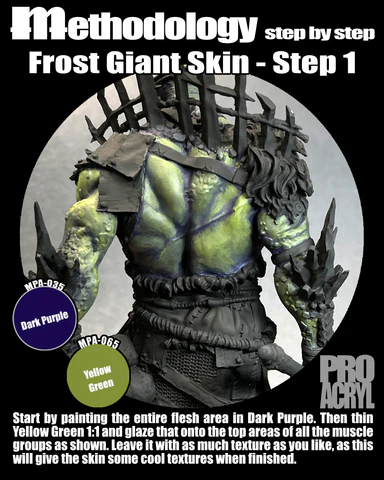 methodology step by step
Frost Giant Skin - Step 1
MPA-035
Dark Purple
MPA-065
Yellow
Green
PRO
ACRYL
Start by painting the entire flesh area in Dark Purple. Then thin
Yellow Green 1:1 and glaze that onto the top areas of all the muscle
groups as shown. Leave it with as much texture as you like, as this
will give the skin some cool textures when finished.